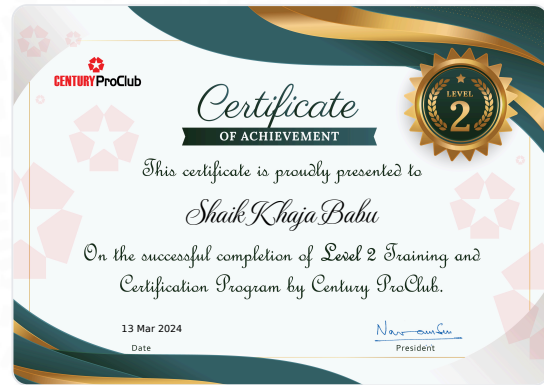 CENTURY ProClub
LEVEL
2
Certificate
OF ACHIEVEMENT
This certificate is proudly presented to
Shaik Khaja Babu
On the successful completion of Level 2 Training and
Certification Program by Century ProClub.
13 Mar 2024
Date
President